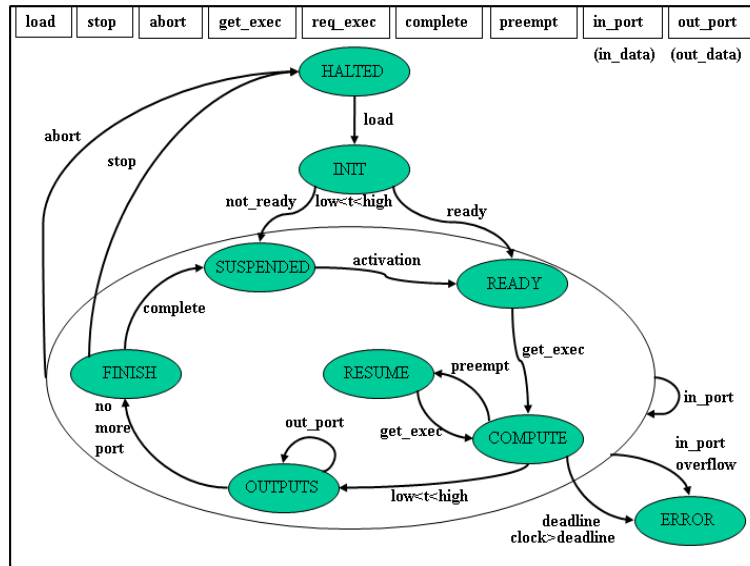 load stop abort get_exec req_exec complete preempt in_port out_port
(in_data) (out_data)
HALTED
load
abort
stop
INIT
not_ready low<t<high ready
SUSPENDED
activation
READY
complete
get_exec
FINISH
RESUME
preempt
no
more
port
get_exec
in_port
out_port
COMPUTE
in_port
overflow
OUTPUTS
low<t<high
ERROR
deadline
clock>deadline